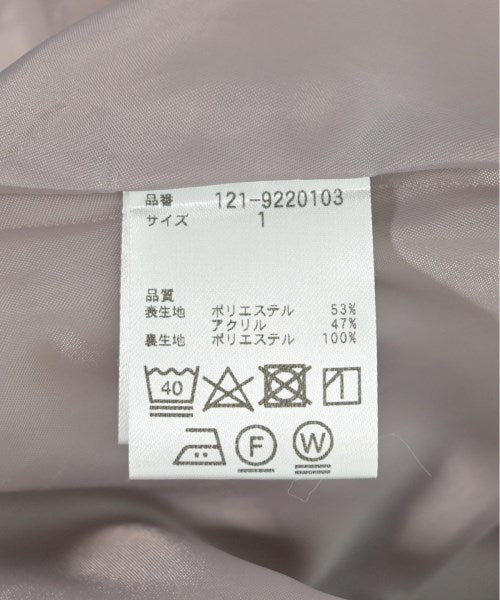 品番 121-9220103
サイズ 1
品質
表生地 ポリエステル 53%
アクリル 47%
裏生地 ポリエステル 100%
40
F W